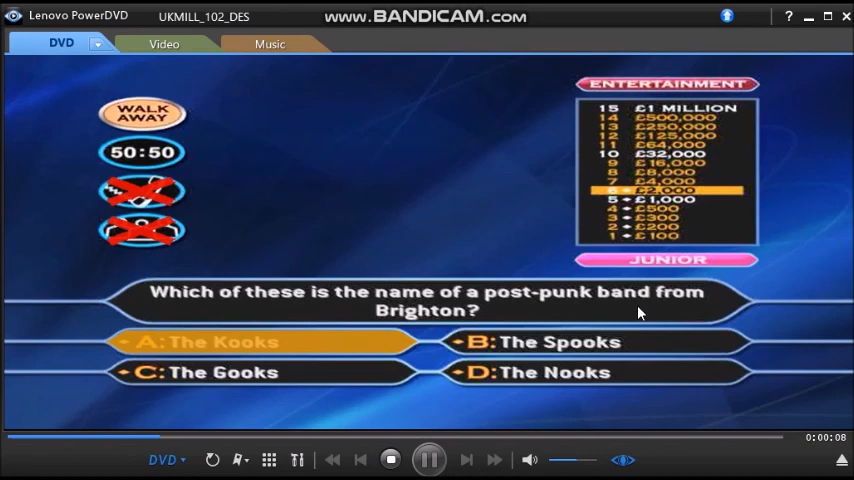 Lenovo PowerDVD
UKMILL_102_DES
www.BANDICAM.com
?
DVD
Video
Music
WALK
AWAY
50:50
ENTERTAINMENT
15 £1 MILLION
14 £500,000
13 £250,000
12 £125,000
11 £64,000
10 £32,000
9 £16,000
8 £8,000
7 £4,000
6 £2,000
5 £1,000
4 £500
3 £300
2 £200
1 £100
JUNIOR
Which of these is the name of a post-punk band from
Brighton?
A: The Kooks
B: The Spooks
C: The Gooks
D: The Nooks
0:00:08
DVD